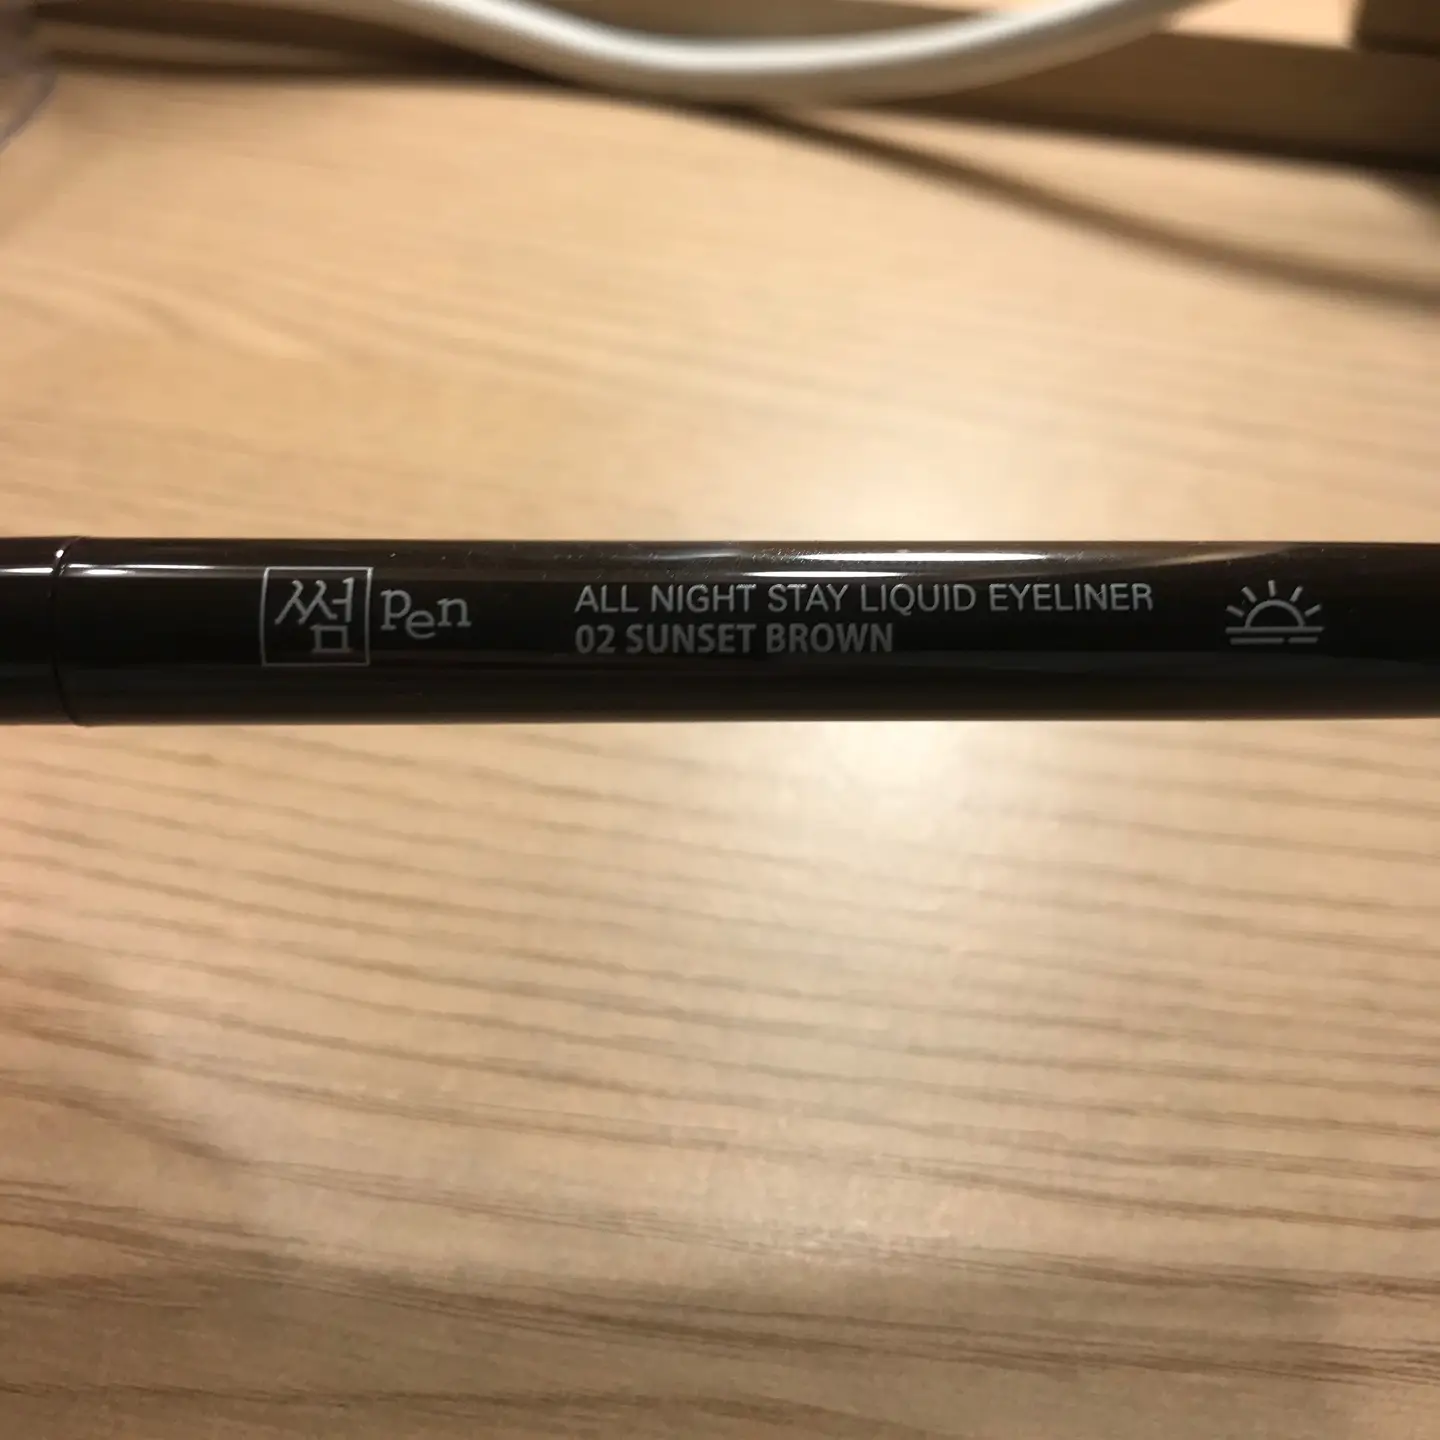 썸 Pen
ALL NIGHT STAY LIQUID EYELINER
02 SUNSET BROWN